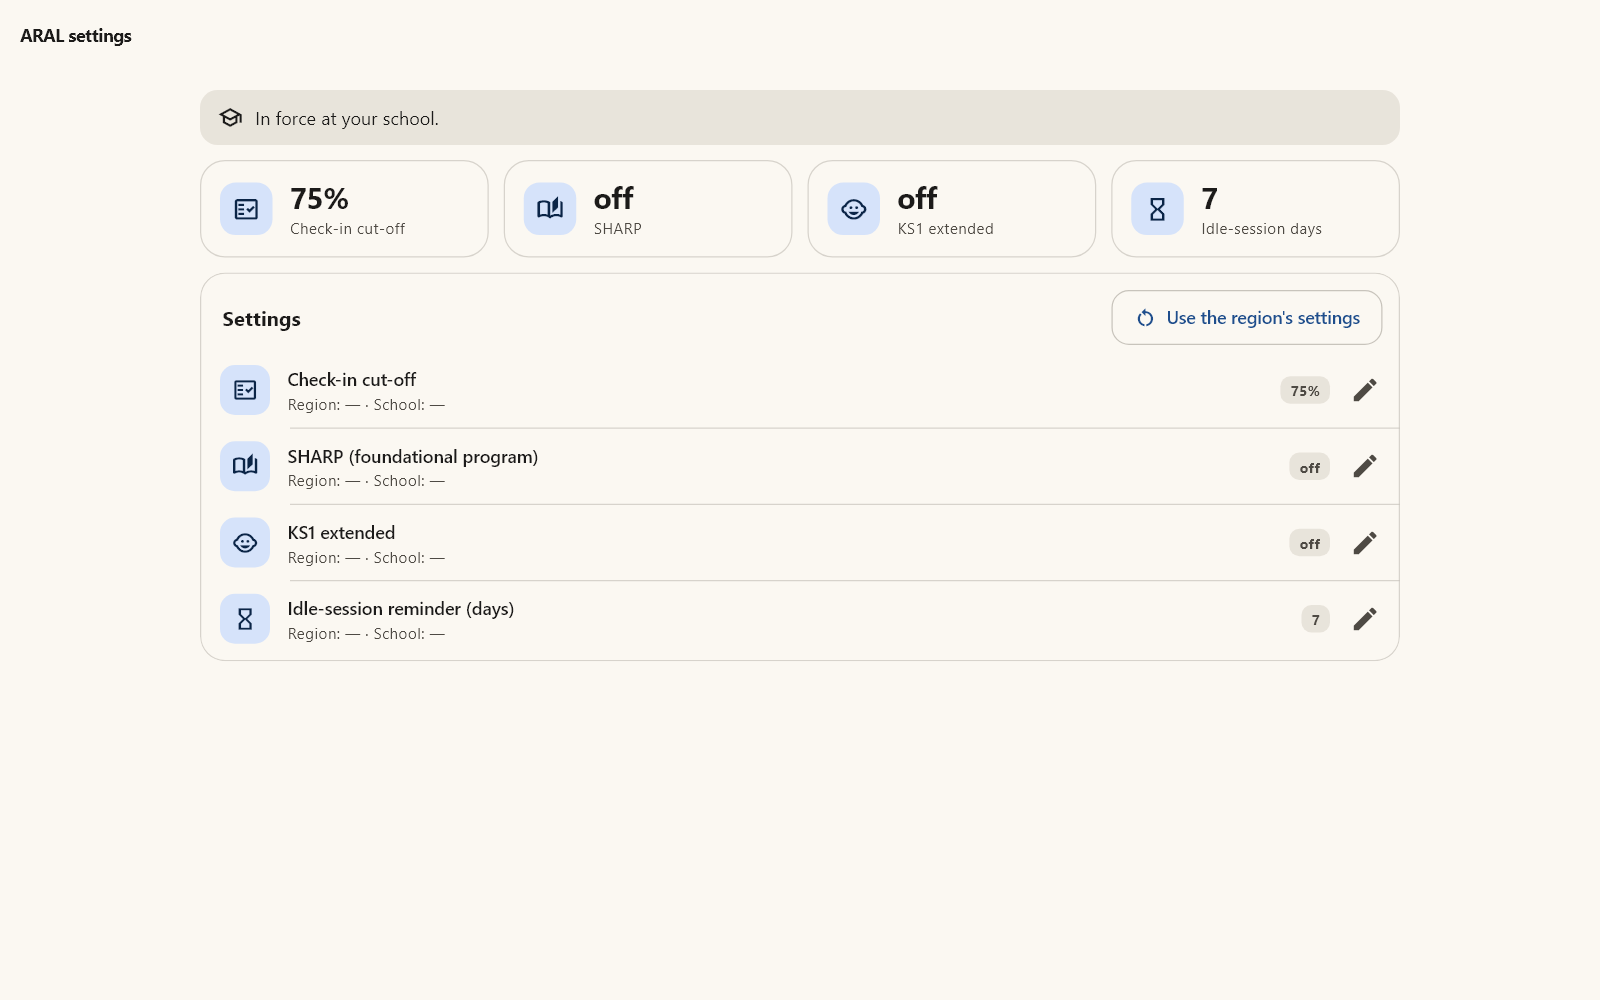 ARAL settings
In force at your school.
75%
Check-in cut-off
off
SHARP
off
KS1 extended
7
Idle-session days
Settings
Use the region's settings
Check-in cut-off
Region: — · School: —
75%
SHARP (foundational program)
Region: — · School: —
off
KS1 extended
Region: — · School: —
off
Idle-session reminder (days)
Region: — · School: —
7